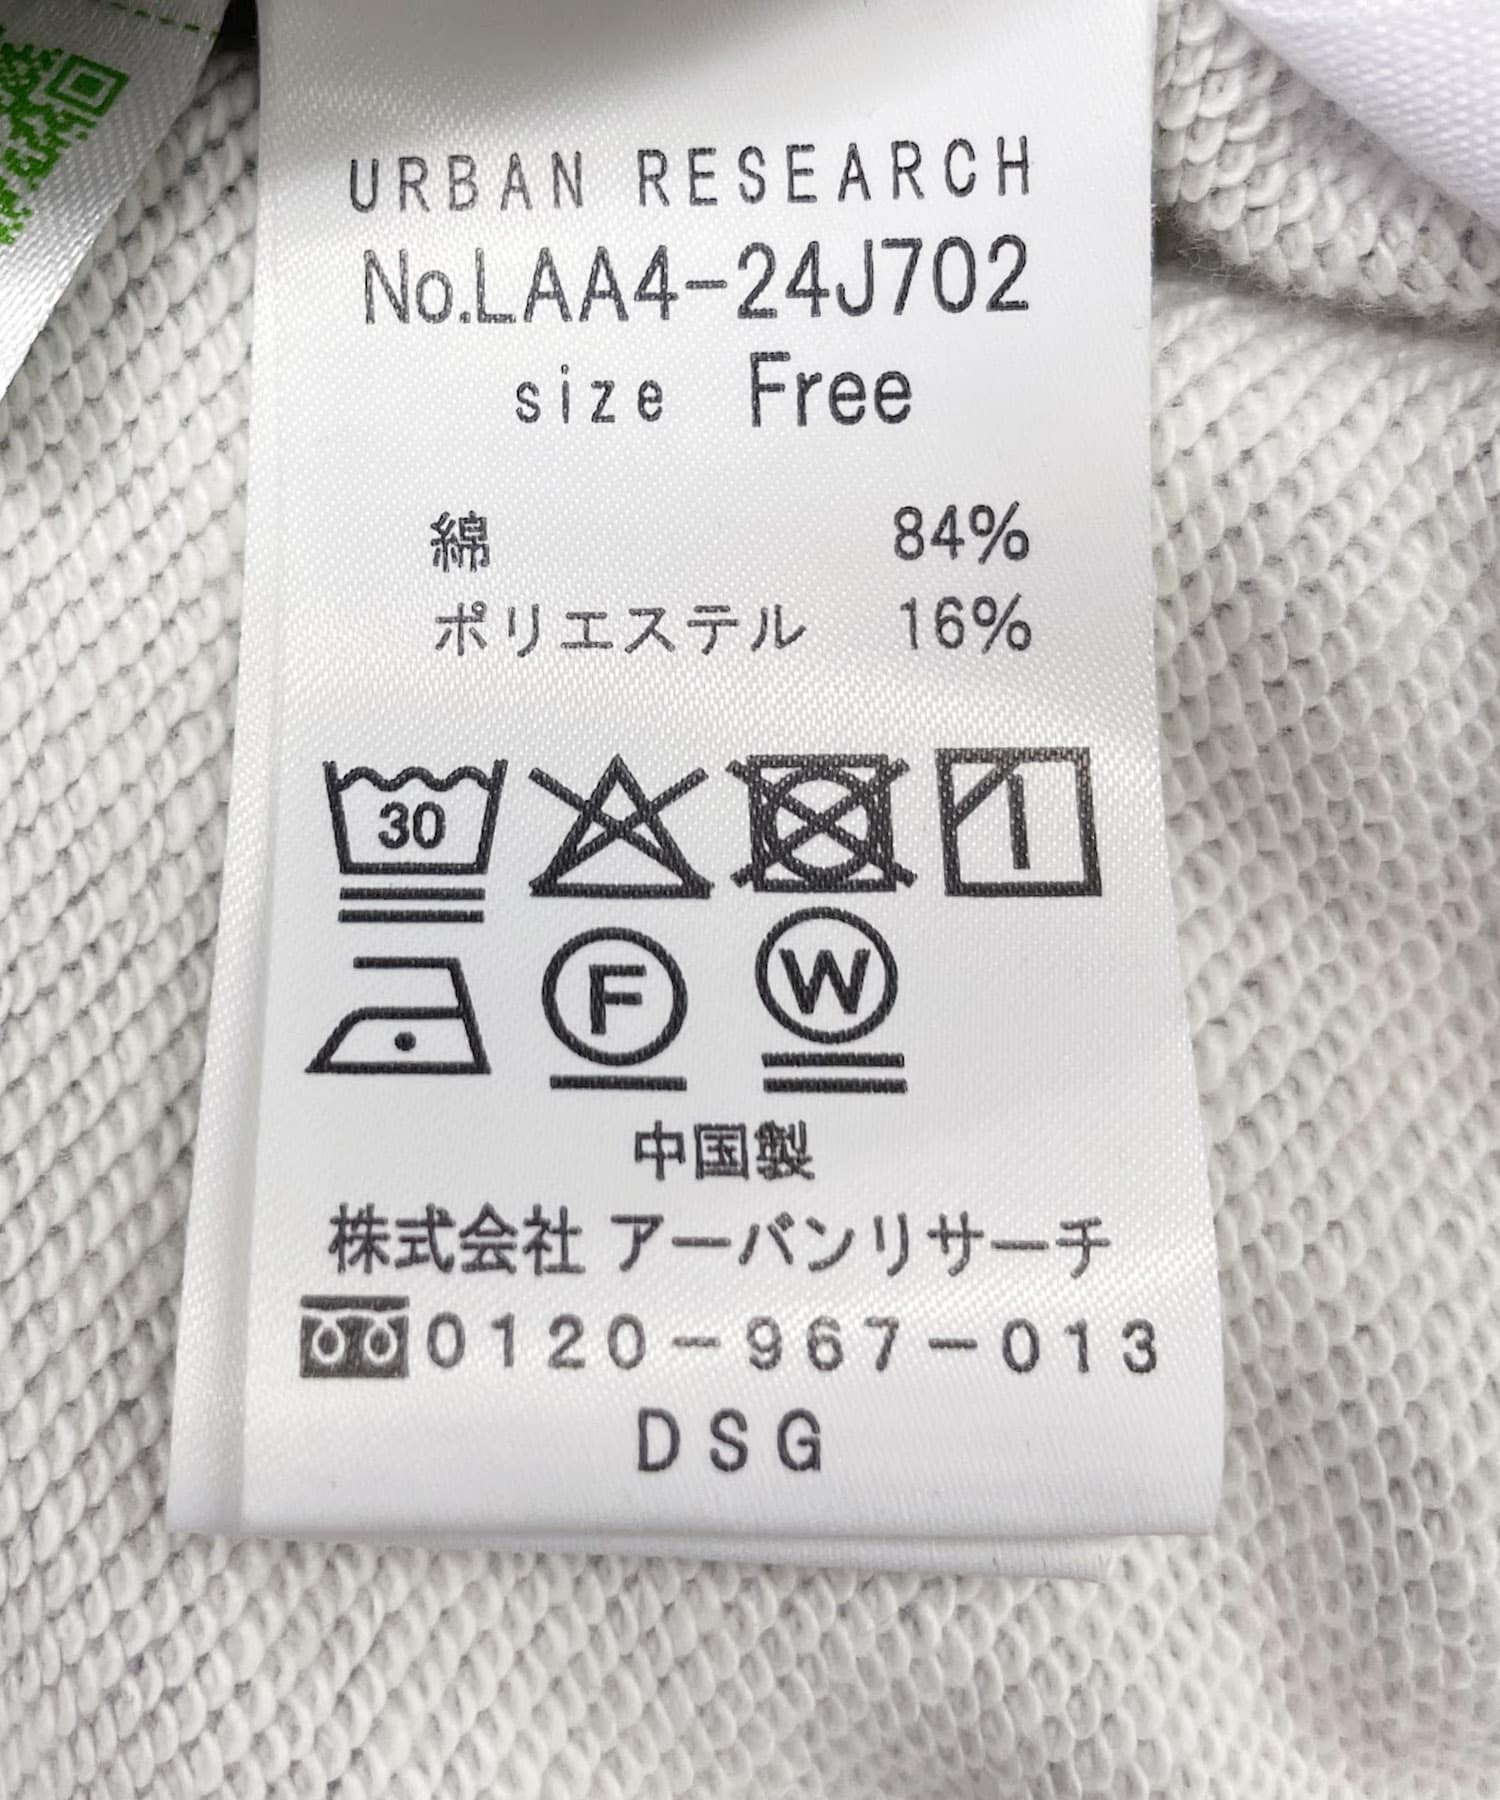 URBAN RESEARCH
No.LAA4-24J702
size Free
綿 84%
ポリエステル 16%
30
F W
中国製
株式会社 アーバンリサーチ
0120-967-013
DSG